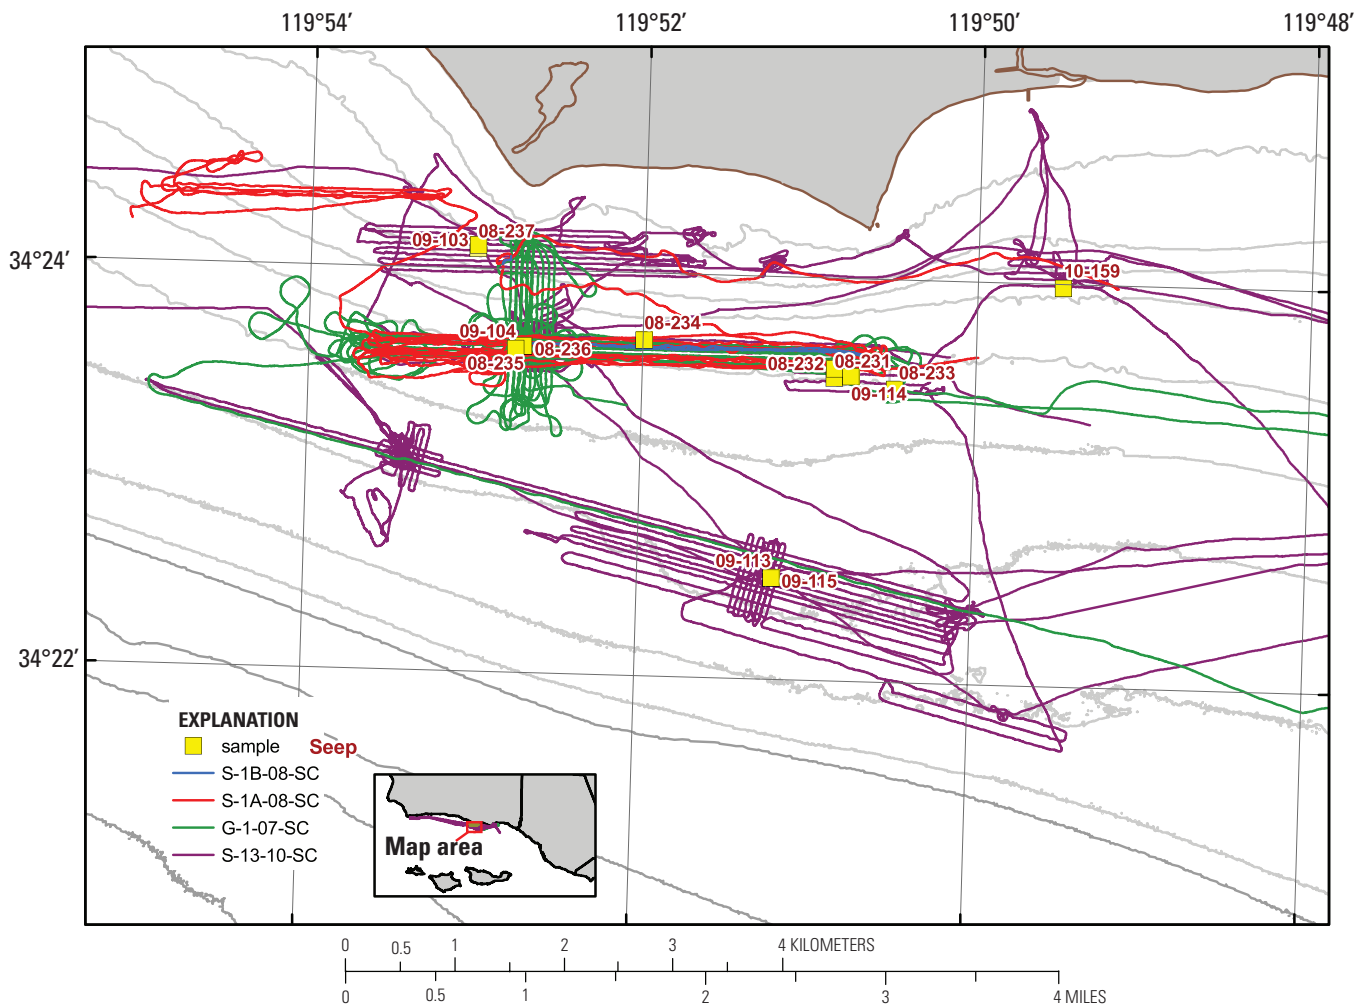 119°54′ 119°52′ 119°50′ 119°48′
34°24′
34°22′
09-103 08-237
10-159
08-234
09-104
08-236
08-235
08-232 08-231
08-233
09-114
09-113
09-115
EXPLANATION
sample Seep
S-1B-08-SC
S-1A-08-SC
G-1-07-SC
S-13-10-SC
Map area
0 0.5 1 2 3 4 KILOMETERS
0 0.5 1 2 3 4 MILES